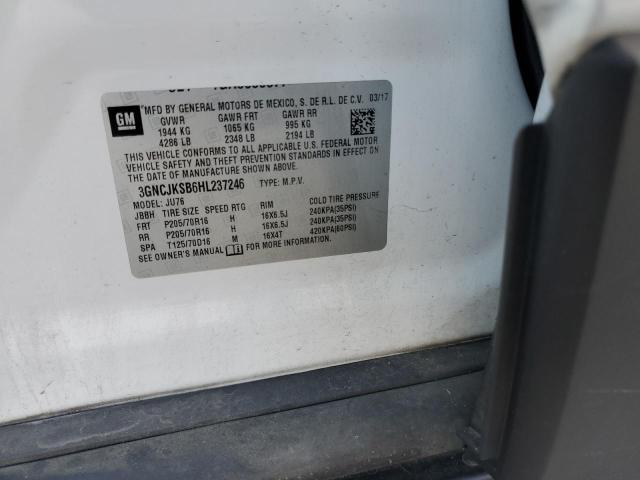 GM
MFD BY GENERAL MOTORS DE MEXICO, S. DE R.L. DE C.V. 03/17
GVWR GAWR FRT GAWR RR
1944 KG 1065 KG 995 KG
4286 LB 2348 LB 2194 LB
THIS VEHICLE CONFORMS TO ALL APPLICABLE U.S. FEDERAL MOTOR
VEHICLE SAFETY AND THEFT PREVENTION STANDARDS IN EFFECT ON
THE DATE OF MANUFACTURE SHOWN ABOVE.
3GNCJKSB6HL237246 TYPE: M.P.V.
MODEL: JU76
JBBH TIRE SIZE SPEED RTG RIM COLD TIRE PRESSURE
FRT P205/70R16 H 16X6.5J 240KPA(35PSI)
RR P205/70R16 H 16X6.5J 240KPA(35PSI)
SPA T125/70D16 M 16X4T 420KPA(60PSI)
SEE OWNER'S MANUAL FOR MORE INFORMATION.